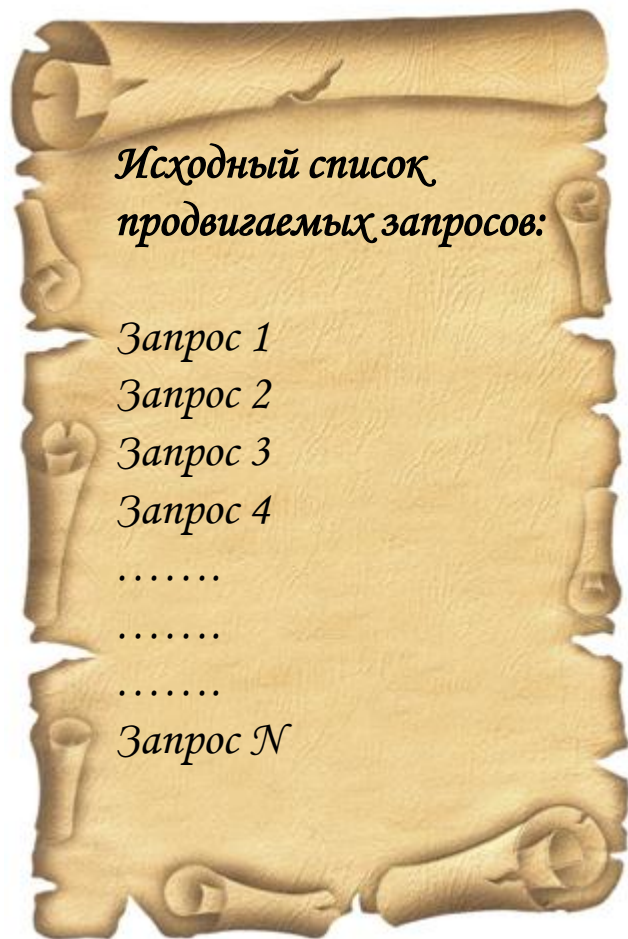 Исходный список
продвигаемых запросов:
Запрос 1
Запрос 2
Запрос 3
Запрос 4
…….
…….
…….
Запрос N